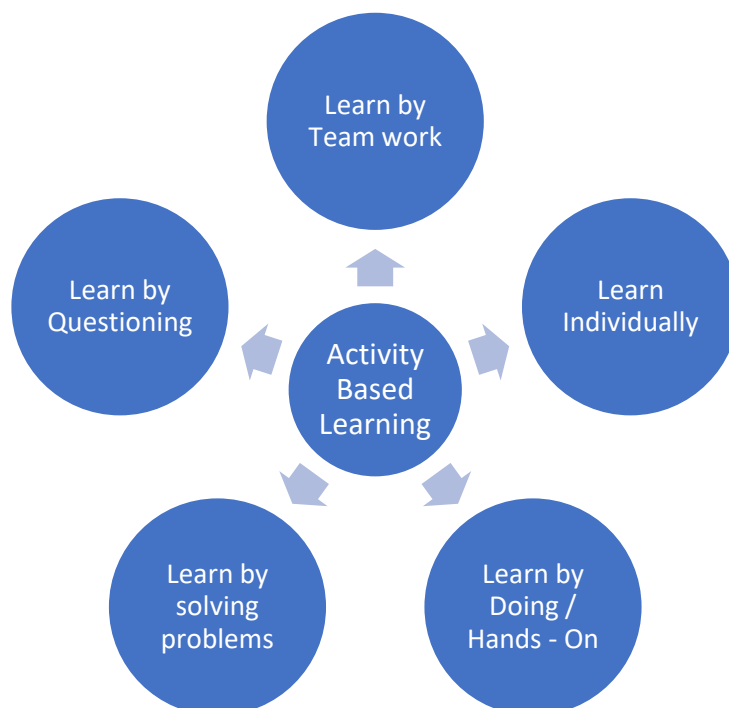 Learn by
Team work
Learn by
Questioning
Learn
Individually
Activity
Based
Learning
Learn by
solving
problems
Learn by
Doing /
Hands - On